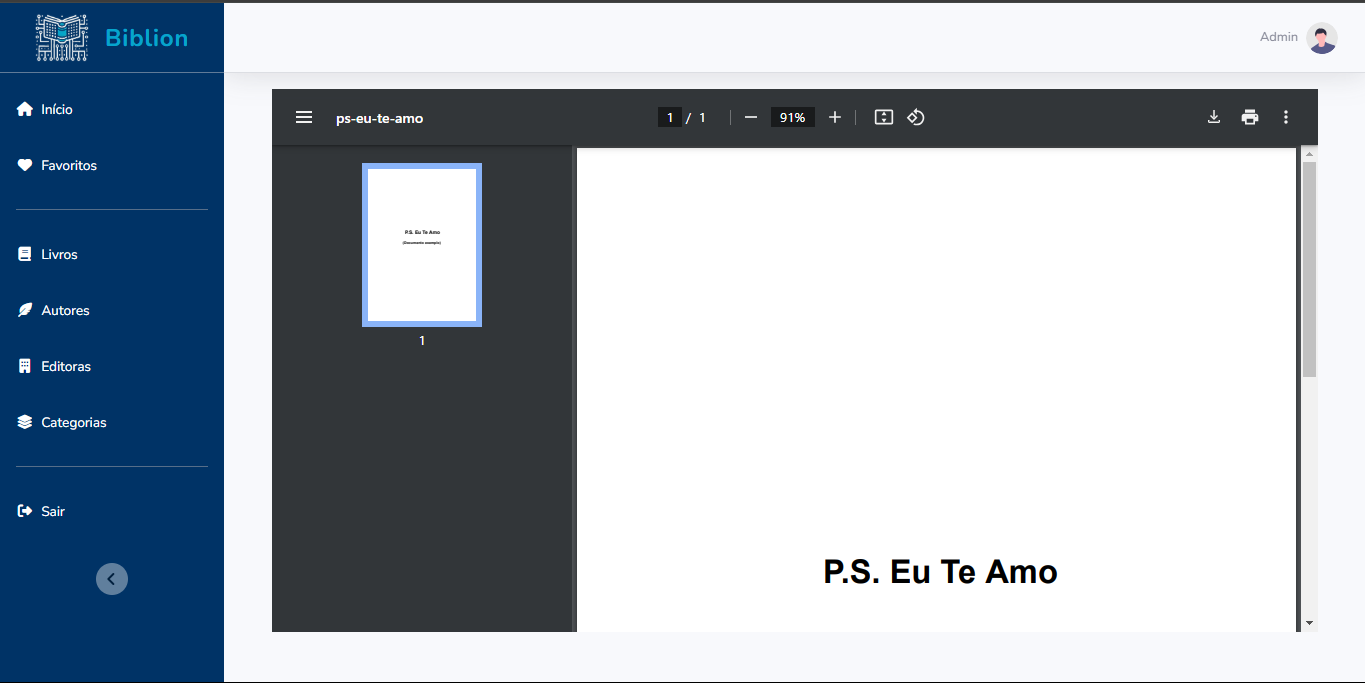 Biblion
Admin
Início
Favoritos
Livros
Autores
Editoras
Categorias
Sair
ps-eu-te-amo
1 / 1
91%
P.S. Eu Te Amo
(Documento exemplo)
1
P.S. Eu Te Amo